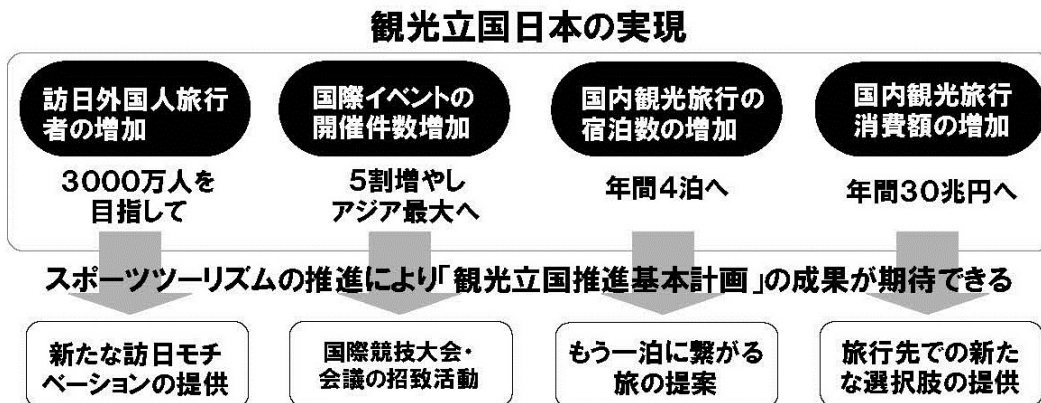 観光立国日本の実現
訪日外国人旅行
者の増加
3000万人を
目指して
国際イベントの
開催件数増加
5割増やし
アジア最大へ
国内観光旅行の
宿泊数の増加
年間4泊へ
国内観光旅行
消費額の増加
年間30兆円へ
スポーツツーリズムの推進により「観光立国推進基本計画」の成果が期待できる
新たな訪日モチ
ベーションの提供
国際競技大会・
会議の招致活動
もう一泊に繋がる
旅の提案
旅行先での新た
な選択肢の提供